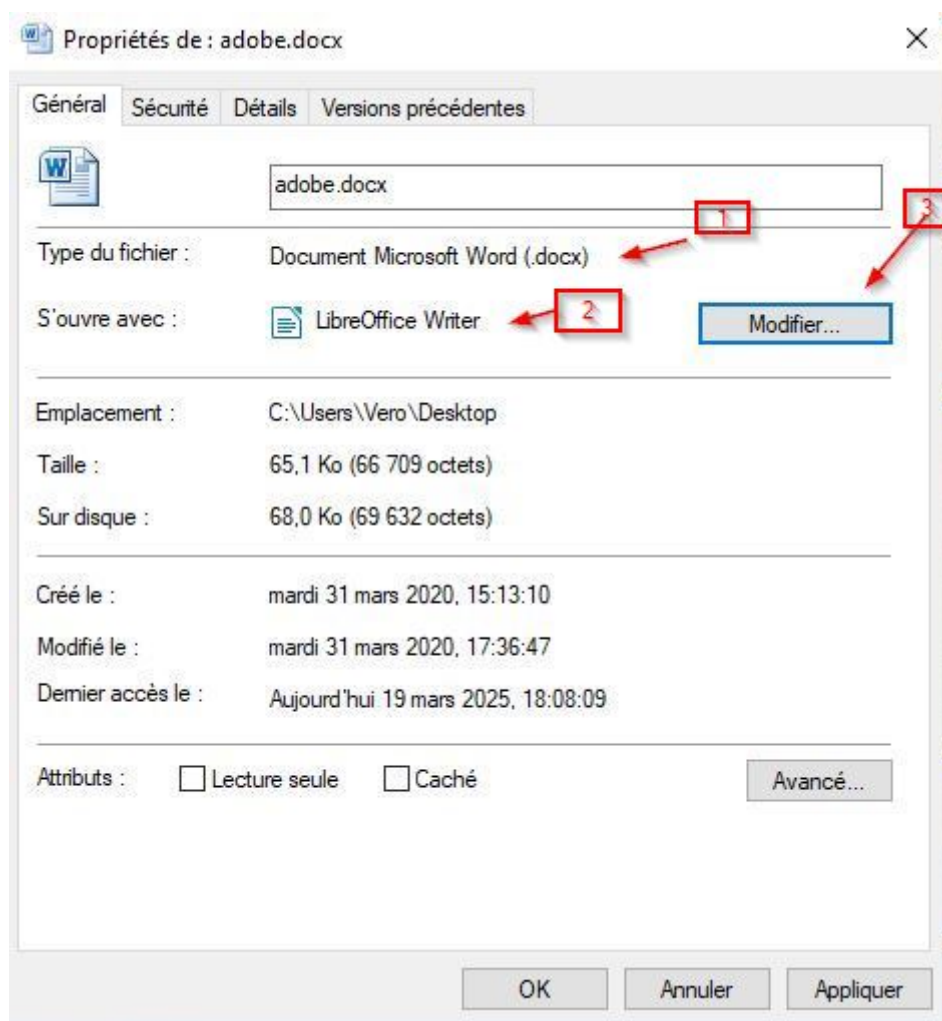 Propriétés de : adobe.docx
Général Sécurité Détails Versions précédentes
adobe.docx
1
3
Type du fichier : Document Microsoft Word (.docx)
S'ouvre avec : LibreOffice Writer 2 Modifier...
Emplacement : C:\Users\Vero\Desktop
Taille : 65,1 Ko (66 709 octets)
Sur disque : 68,0 Ko (69 632 octets)
Créé le : mardi 31 mars 2020, 15:13:10
Modifié le : mardi 31 mars 2020, 17:36:47
Dernier accès le : Aujourd'hui 19 mars 2025, 18:08:09
Attributs : Lecture seule Caché Avancé...
OK Annuler Appliquer